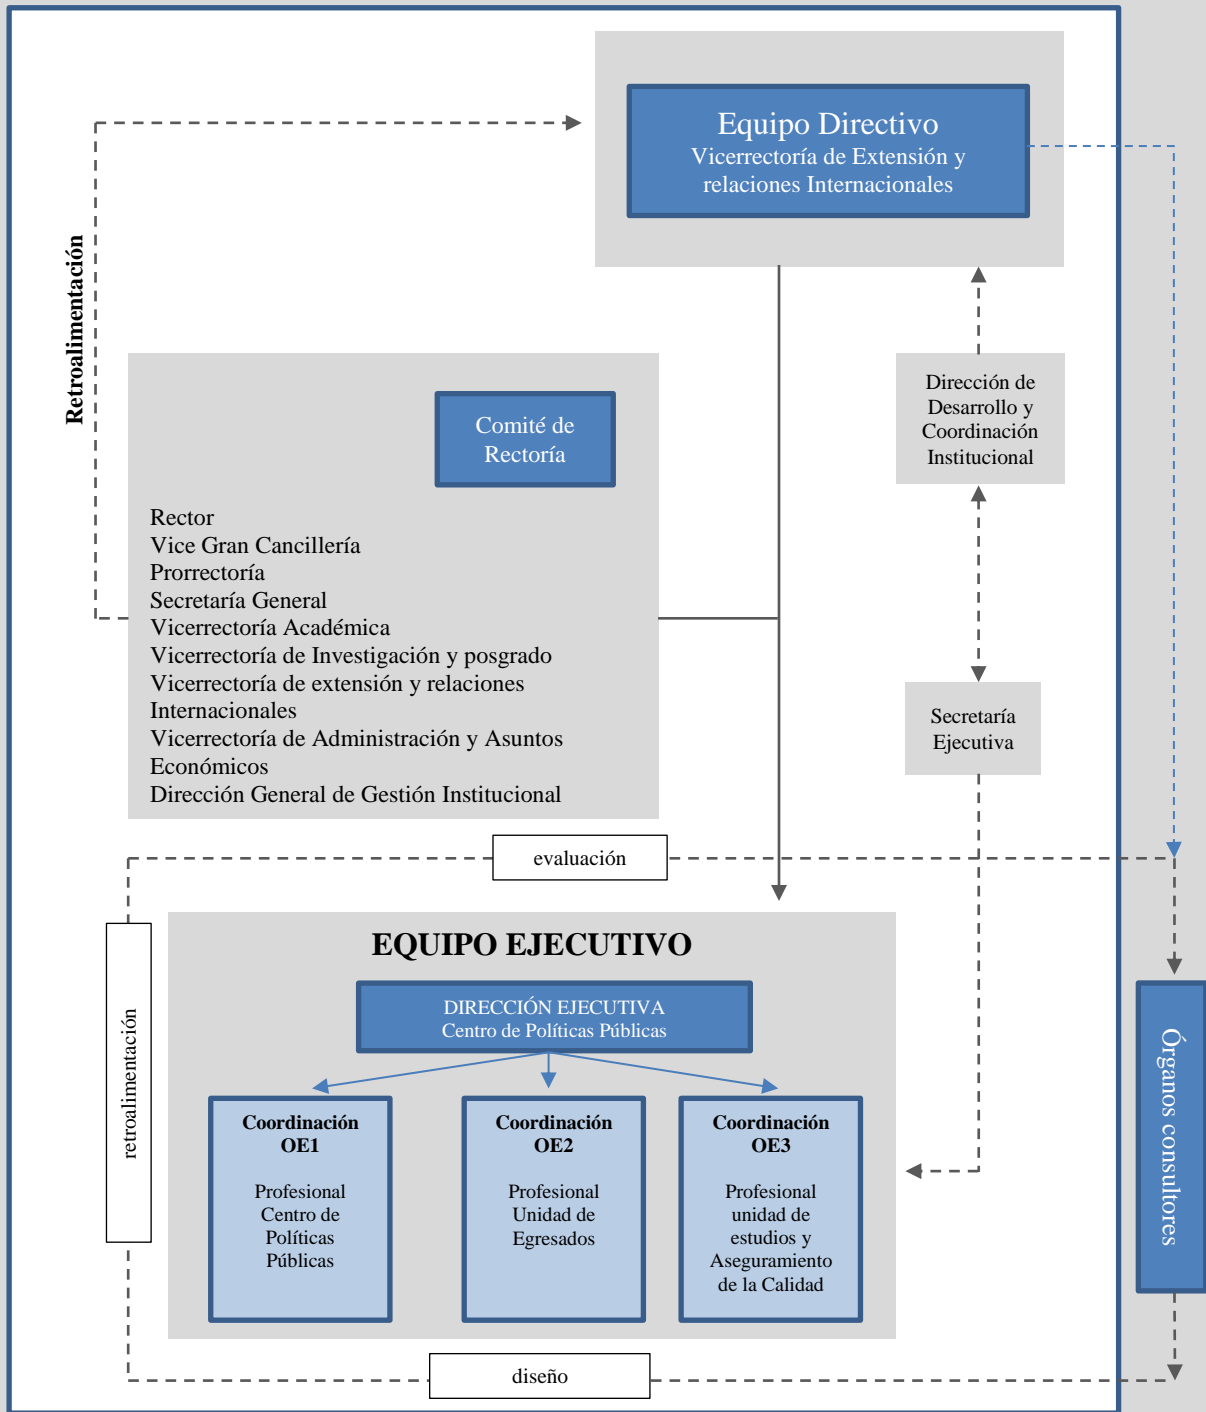 Equipo Directivo
Vicerrectoría de Extensión y
relaciones Internacionales
Retroalimentación
Comité de
Rectoría
Rector
Vice Gran Cancillería
Prorrectoría
Secretaría General
Vicerrectoría Académica
Vicerrectoría de Investigación y posgrado
Vicerrectoría de extensión y relaciones
Internacionales
Vicerrectoría de Administración y Asuntos
Económicos
Dirección General de Gestión Institucional
Dirección de
Desarrollo y
Coordinación
Institucional
Secretaría
Ejecutiva
evaluación
retroalimentación
EQUIPO EJECUTIVO
DIRECCIÓN EJECUTIVA
Centro de Políticas Públicas
Coordinación
OE1
Profesional
Centro de
Políticas
Públicas
Coordinación
OE2
Profesional
Unidad de
Egresados
Coordinación
OE3
Profesional
unidad de
estudios y
Aseguramiento
de la Calidad
Órganos consultores
diseño